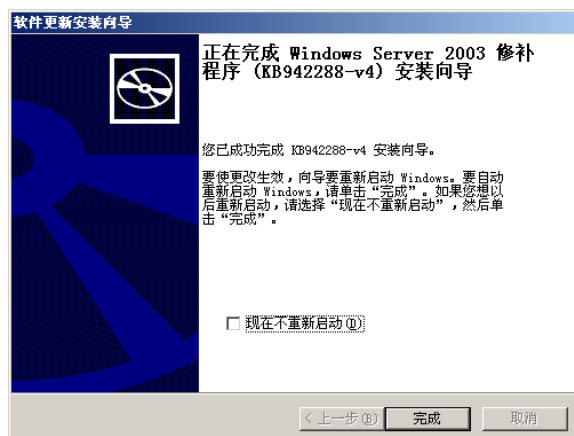 软件更新安装向导
正在完成 Windows Server 2003 修补
程序 (KB942288-v4) 安装向导
您已成功完成 KB942288-v4 安装向导。
要使更改生效，向导要重新启动 Windows。要自动
重新启动 Windows，请单击“完成”。如果您想以
后重新启动，请选择“现在不重新启动”，然后单
击“完成”。
现在不重新启动(D)
< 上一步(B)
完成
取消